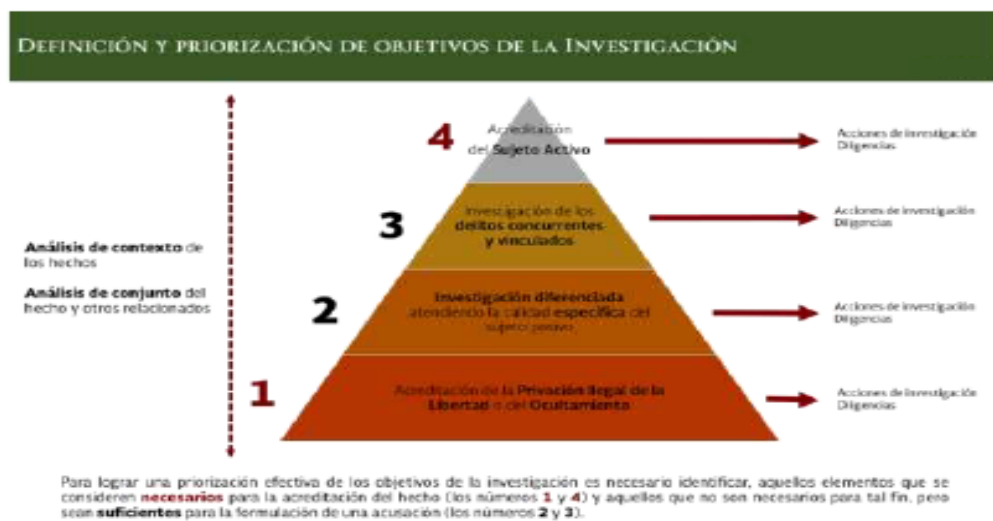 DEFINICIÓN Y PRIORIZACIÓN DE OBJETIVOS DE LA INVESTIGACIÓN
4
Acreditación
del Sujeto Activo
Acciones de investigación
Diligencias
3
Investigación de los
delitos concurrentes
y vinculados
Acciones de investigación
Diligencias
Análisis de contexto de
los hechos
Análisis de conjunto del
hecho y otros relacionados
2
Investigación diferenciada
atendiendo la calidad específica del
sujeto pasivo
Acciones de investigación
Diligencias
1
Acreditación de la Privación Ilegal de la
Libertad o del Ocultamiento
Acciones de investigación
Diligencias
Para lograr una priorización efectiva de los objetivos de la investigación es necesario identificar, aquellos elementos que se
consideren necesarios para la acreditación del hecho (los números 1 y 4) y aquellos que no son necesarios para tal fin, pero
sean suficientes para la formulación de una acusación (los números 2 y 3).